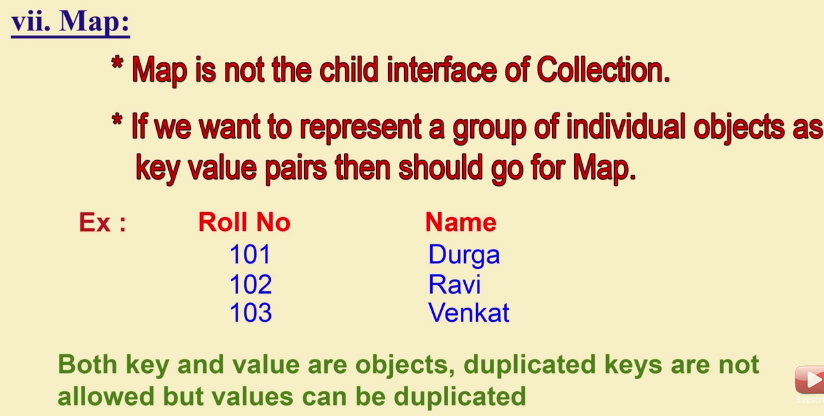 vii. Map:
* Map is not the child interface of Collection.
* If we want to represent a group of individual objects as
key value pairs then should go for Map.
Ex : Roll No Name
101 Durga
102 Ravi
103 Venkat
Both key and value are objects, duplicated keys are not
allowed but values can be duplicated